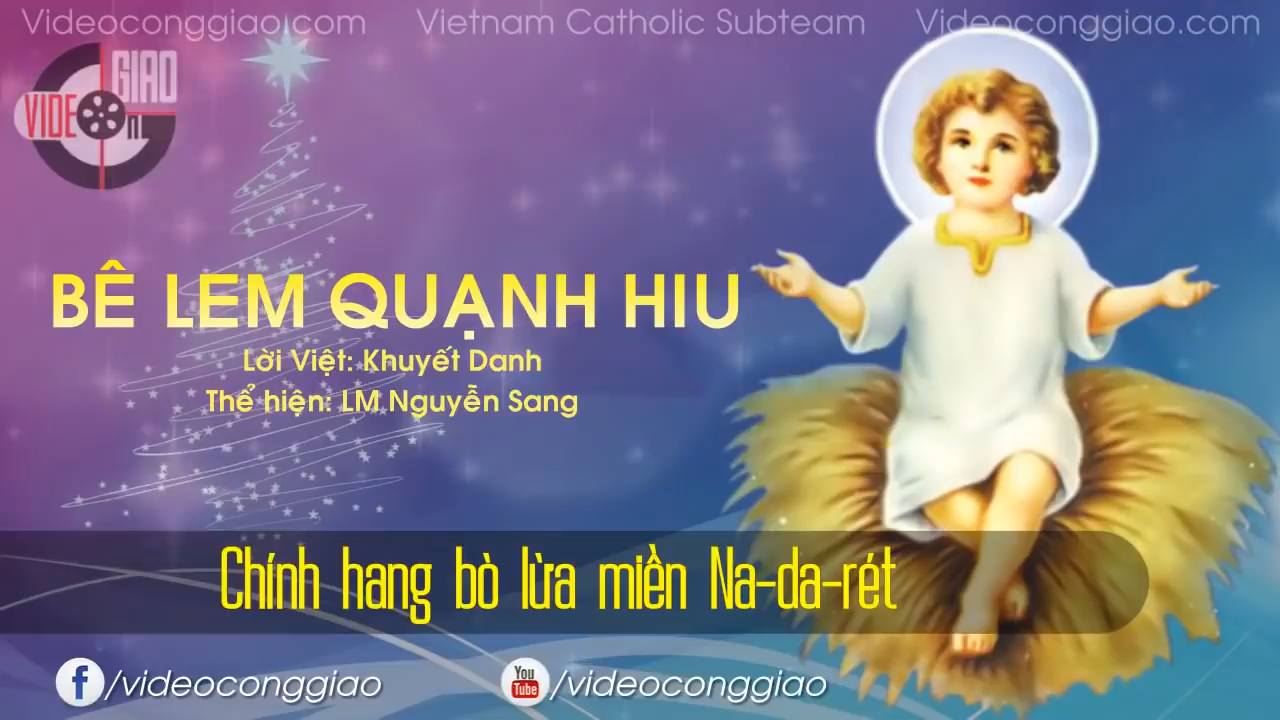 Videoconggiao.com
Vietnam Catholic Subteam
Videoconggiao.com
GIAO
VIDE
BÊ LEM QUẠNH HIU
Lời Việt: Khuyết Danh
Thể hiện: LM Nguyễn Sang
Chính hang bò lừa miền Na-da-rét
f /videoconggiao
You Tube /videoconggiao